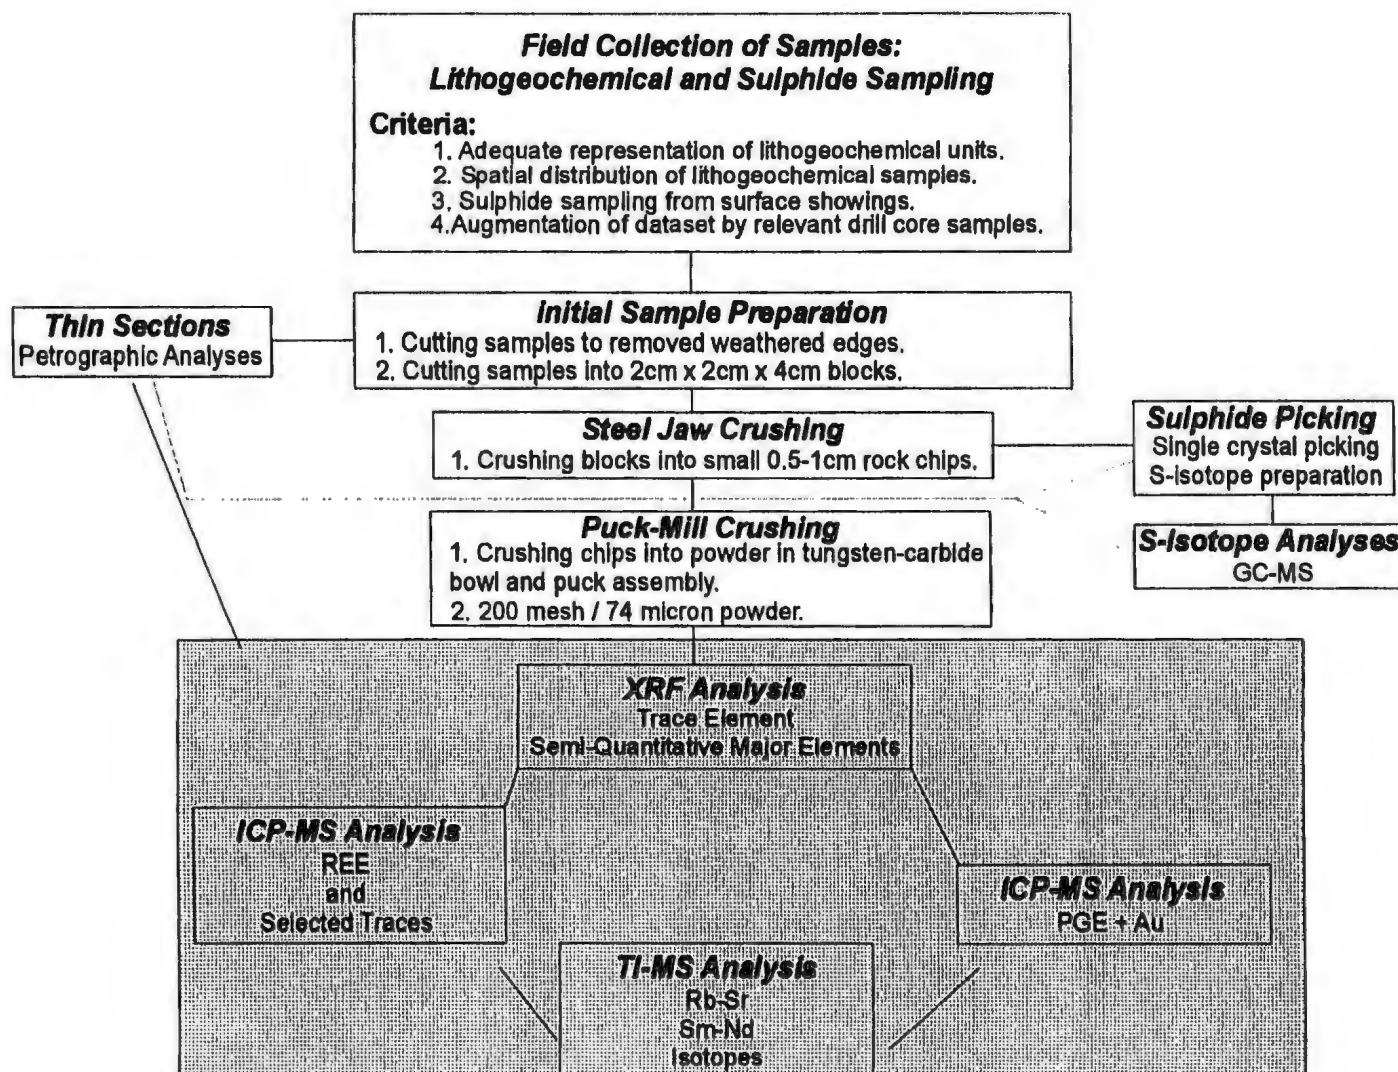 Field Collection of Samples:
Lithogeochemical and Sulphide Sampling
Criteria:
1. Adequate representation of lithogeochemical units.
2. Spatial distribution of lithogeochemical samples.
3. Sulphide sampling from surface showings.
4.Augmentation of dataset by relevant drill core samples.
Thin Sections
Petrographic Analyses
Initial Sample Preparation
1. Cutting samples to removed weathered edges.
2. Cutting samples into 2cm x 2cm x 4cm blocks.
Steel Jaw Crushing
1. Crushing blocks into small 0.5-1cm rock chips.
Sulphide Picking
Single crystal picking
S-Isotope preparation
Puck-Mill Crushing
1. Crushing chips into powder in tungsten-carbide
bowl and puck assembly.
2. 200 mesh / 74 micron powder.
S-Isotope Analyses
GC-MS
XRF Analysis
Trace Element
Semi-Quantitative Major Elements
ICP-MS Analysis
REE
and
Selected Traces
ICP-MS Analysis
PGE + Au
TI-MS Analysis
Rb-Sr
Sm-Nd
Isotopes